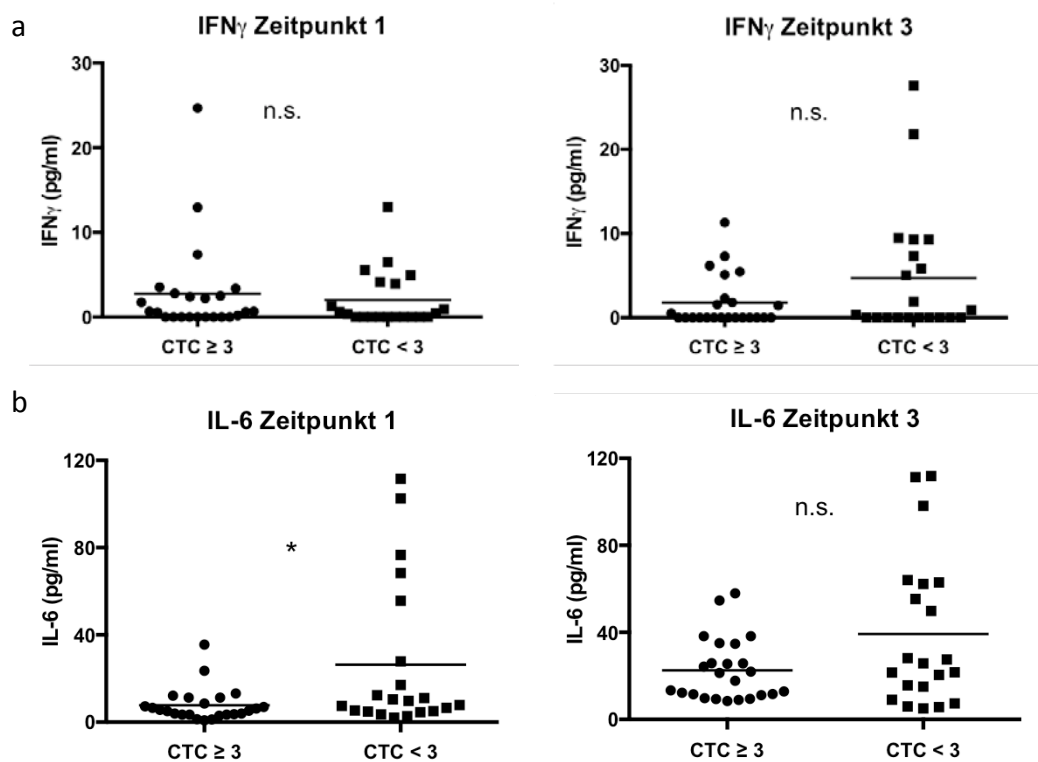 a
IFNγ Zeitpunkt 1
IFNγ (pg/ml)
30
20
10
0
n.s.
CTC ≥ 3
CTC < 3
IFNγ Zeitpunkt 3
IFNγ (pg/ml)
30
20
10
0
n.s.
CTC ≥ 3
CTC < 3
b
IL-6 Zeitpunkt 1
IL-6 (pg/ml)
120
80
40
0
*
CTC ≥ 3
CTC < 3
IL-6 Zeitpunkt 3
IL-6 (pg/ml)
120
80
40
0
n.s.
CTC ≥ 3
CTC < 3